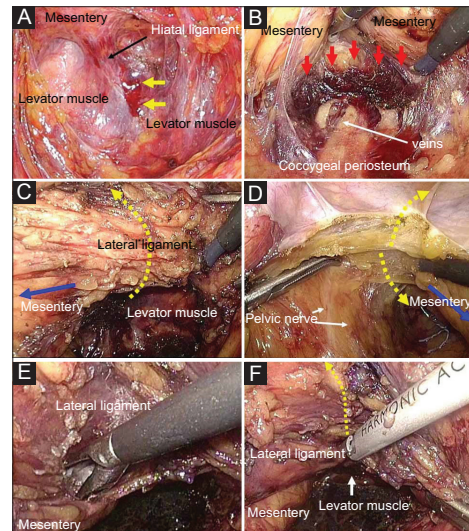 A
Mesentery
Hiatal ligament
Levator muscle
Levator muscle
B
Mesentery
Mesentery
veins
Coccygeal periosteum
C
Lateral ligament
Mesentery
Levator muscle
D
Mesentery
Pelvic nerve
E
Lateral ligament
Mesentery
F
HARMONIC AC
Lateral ligament
Levator muscle
Mesentery